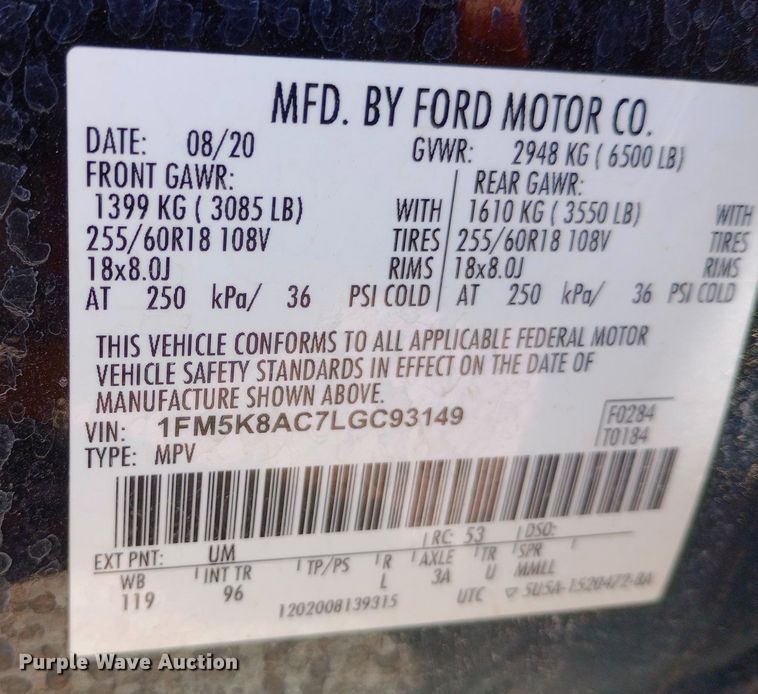 MFD. BY FORD MOTOR CO.
DATE: 08/20 GVWR: 2948 KG ( 6500 LB)
FRONT GAWR: REAR GAWR:
1399 KG ( 3085 LB) WITH 1610 KG ( 3550 LB) WITH
255/60R18 108V TIRES 255/60R18 108V TIRES
18x8.0J RIMS 18x8.0J RIMS
AT 250 kPa/ 36 PSI COLD AT 250 kPa/ 36 PSI COLD
THIS VEHICLE CONFORMS TO ALL APPLICABLE FEDERAL MOTOR
VEHICLE SAFETY STANDARDS IN EFFECT ON THE DATE OF
MANUFACTURE SHOWN ABOVE.
VIN: 1FM5K8AC7LGC93149 F0284
TYPE: MPV T0184
EXT PNT: UM RC: 53 DSO:
WB INT TR TP/PS R AXLE TR SPR
119 96 L 3A U MMLL
1202008139315 UTC ▽ 5U5A-1520472-BA
Purple Wave Auction